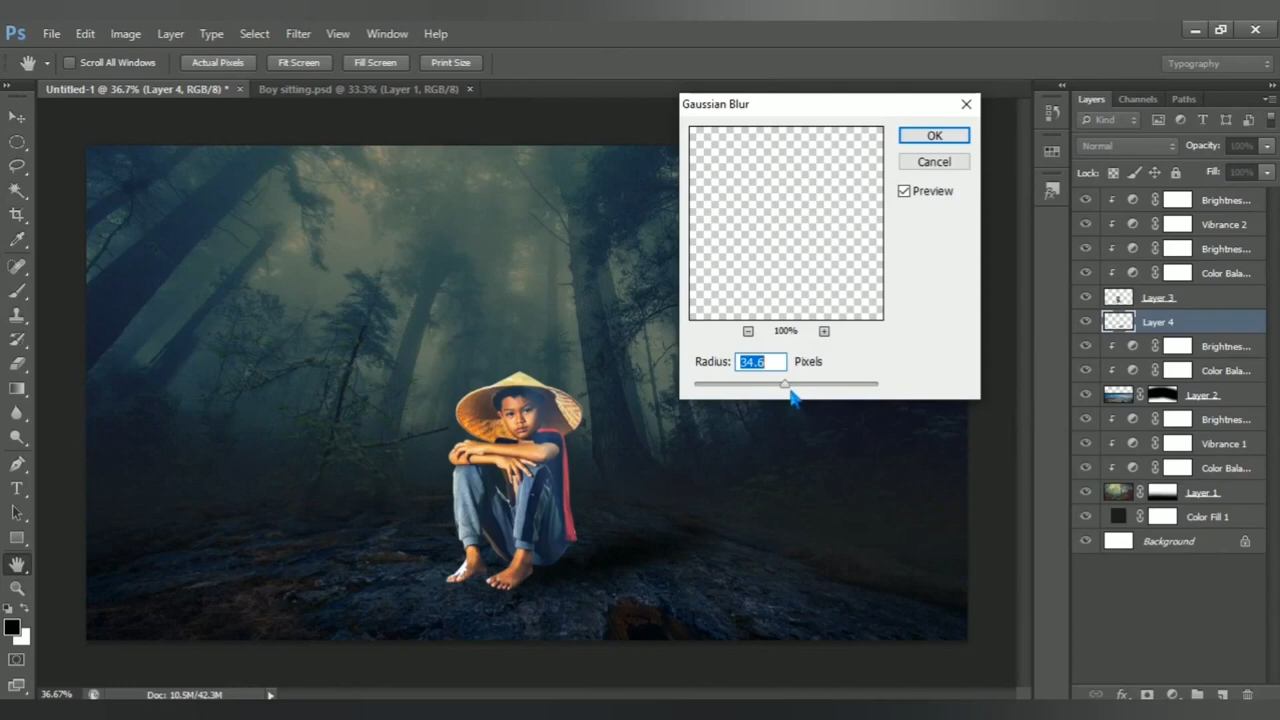 Ps File Edit Image Layer Type Select Filter View Window Help
Scroll All Windows Actual Pixels Fit Screen Fill Screen Print Size Typography
Untitled-1 @ 36.7% (Layer 4, RGB/8) * × Boy sitting.psd @ 33.3% (Layer 1, RGB/8) ×
Gaussian Blur
OK
Cancel
Preview
100%
Radius: 34.6 Pixels
Layers Channels Paths
Kind
Normal Opacity: 100%
Lock: Fill: 100%
Brightnes...
Vibrance 2
Brightnes...
Color Bala...
Layer 3
Layer 4
Brightnes...
Color Bala...
Layer 2
Brightnes...
Vibrance 1
Color Bala...
Layer 1
Color Fill 1
Background
36.67% Doc: 10.5M/42.3M